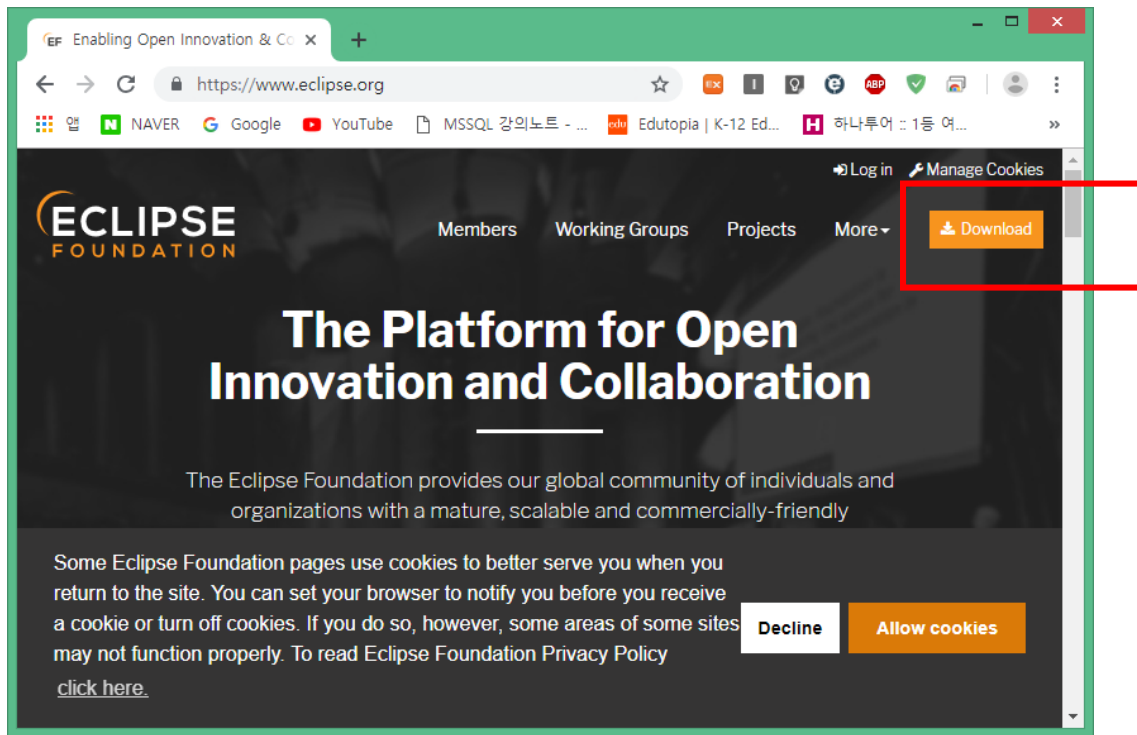 EF Enabling Open Innovation & Co
https://www.eclipse.org
ABP
앱 NAVER Google YouTube MSSQL 강의노트 - ... edu Edutopia | K-12 Ed... 하나투어 :: 1등 여... »
Log in Manage Cookies
ECLIPSE
FOUNDATION
Members Working Groups Projects More Download
The Platform for Open
Innovation and Collaboration
The Eclipse Foundation provides our global community of individuals and
organizations with a mature, scalable and commercially-friendly
Some Eclipse Foundation pages use cookies to better serve you when you
return to the site. You can set your browser to notify you before you receive
a cookie or turn off cookies. If you do so, however, some areas of some sites
may not function properly. To read Eclipse Foundation Privacy Policy
click here.
Decline Allow cookies